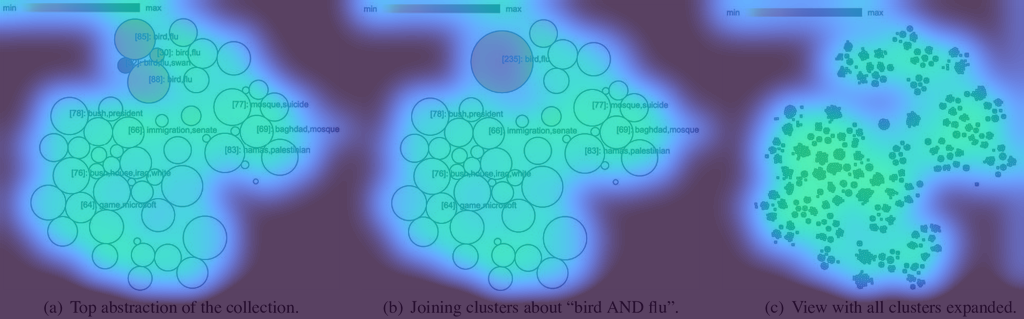 min max
min max
min max
[85]: bird,flu
[30]: bird,flu
bird,flu,swan
[88]: bird,flu
[77]: mosque,suicide
[78]: bush,president
[66]: immigration,senate
[69]: baghdad,mosque
[83]: hamas,palestinian
[76]: bush,house,iraq,white
[64]: game,microsoft
[235]: bird,flu
[77]: mosque,suicide
[78]: bush,president
[66]: immigration,senate
[69]: baghdad,mosque
[83]: hamas,palestinian
[76]: bush,house,iraq,white
[64]: game,microsoft
(a) Top abstraction of the collection.
(b) Joining clusters about “bird AND flu”.
(c) View with all clusters expanded.